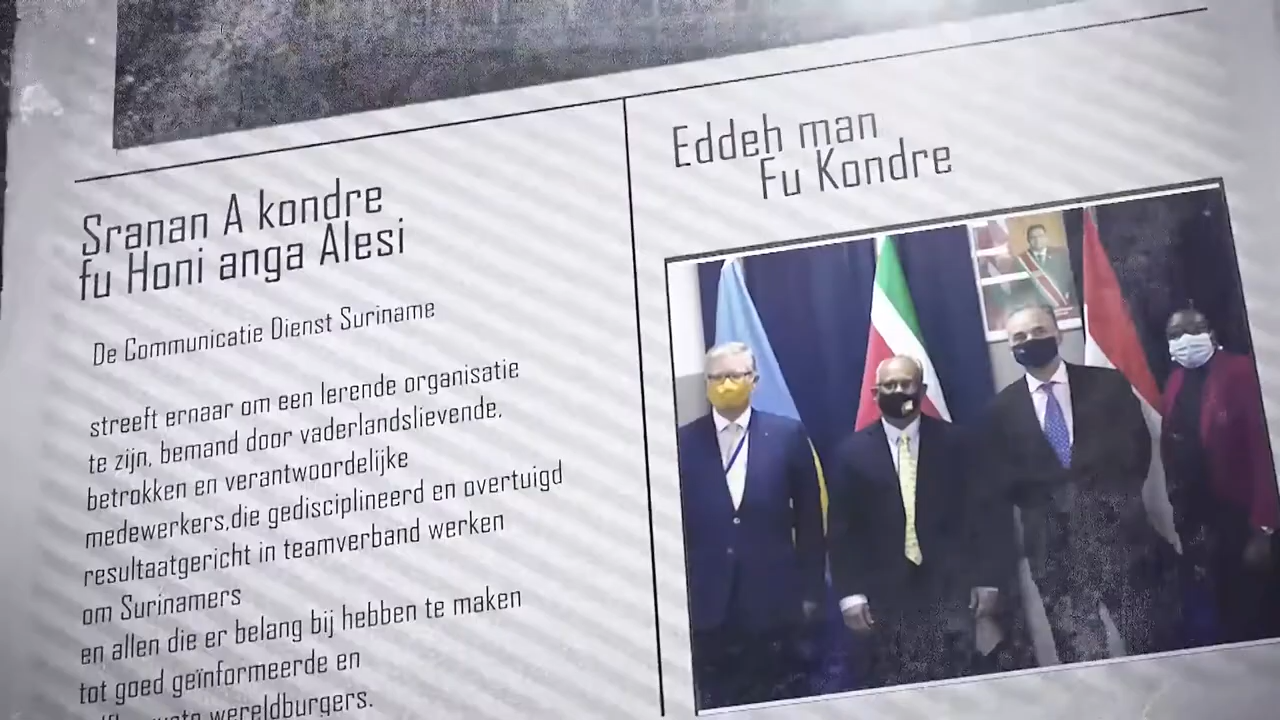 Sranan A kondre
fu Honi anga Alesi
De Communicatie Dienst Suriname
streeft ernaar om een lerende organisatie
te zijn, bemand door vaderlandslievende,
betrokken en verantwoordelijke
medewerkers,die gedisciplineerd en overtuigd
resultaatgericht in teamverband werken
om Surinamers
en allen die er belang bij hebben te maken
tot goed geïnformeerde en
wereldburgers.
Eddeh man
Fu Kondre